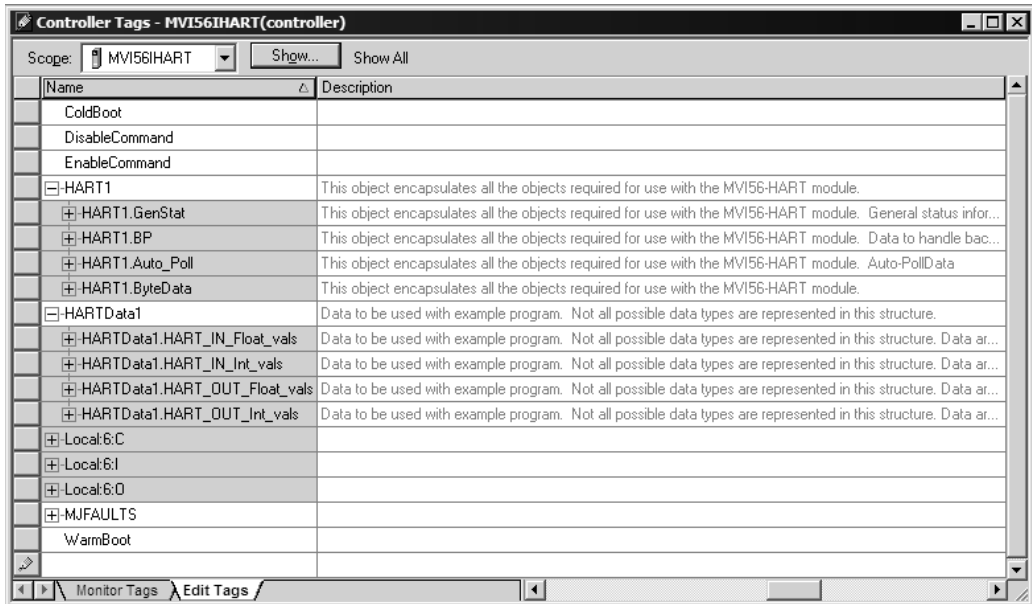 Controller Tags - MVI56IHART(controller)
Scope: MVI56IHART Show... Show All
Name Description
ColdBoot
DisableCommand
EnableCommand
HART1 This object encapsulates all the objects required for use with the MVI56-HART module.
HART1.GenStat This object encapsulates all the objects required for use with the MVI56-HART module. General status infor...
HART1.BP This object encapsulates all the objects required for use with the MVI56-HART module. Data to handle bac...
HART1.Auto_Poll This object encapsulates all the objects required for use with the MVI56-HART module. Auto-PollData
HART1.ByteData This object encapsulates all the objects required for use with the MVI56-HART module.
HARTData1 Data to be used with example program. Not all possible data types are represented in this structure.
HARTData1.HART_IN_Float_vals Data to be used with example program. Not all possible data types are represented in this structure. Data ar...
HARTData1.HART_IN_Int_vals Data to be used with example program. Not all possible data types are represented in this structure. Data ar...
HARTData1.HART_OUT_Float_vals Data to be used with example program. Not all possible data types are represented in this structure. Data ar...
HARTData1.HART_OUT_Int_vals Data to be used with example program. Not all possible data types are represented in this structure. Data ar...
Local:6:C
Local:6:I
Local:6:O
MJFAULTS
WarmBoot
Monitor Tags Edit Tags